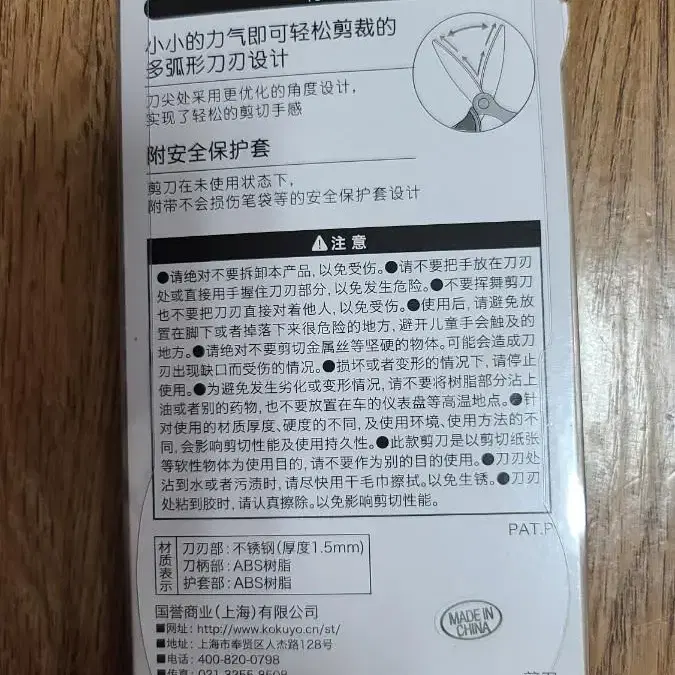 小小的力气即可轻松剪裁的
多弧形刀刃设计
刀尖处采用更优化的角度设计,
实现了轻松的剪切手感
附安全保护套
剪刀在未使用状态下,
附带不会损伤笔袋等的安全保护套设计
注意
●请绝对不要拆卸本产品,以免受伤。●请不要把手放在刀刃
处或直接用手握住刀刃部分,以免发生危险。●不要挥舞剪刀
也不要把刀刃直接对着他人,以免受伤。●使用后,请避免放
置在脚下或者掉落下来很危险的地方,避开儿童手会触及的
地方。●请绝对不要剪切金属丝等坚硬的物体。可能会造成刀
刃出现缺口而受伤的情况。●损坏或者变形的情况下,请停止
使用。●为避免发生劣化或变形情况,请不要将树脂部分沾上
油或者别的药物,也不要放置在车的仪表盘等高温地点。●针
对使用的材质厚度、硬度的不同,及使用环境、使用方法的不
同,会影响剪切性能及使用持久性。●此款剪刀是以剪切纸张
等软性物体为使用目的,请不要作为别的目的使用。●刀刃处
沾到水或者污渍时,请尽快用干毛巾擦拭。以免生锈。●刀刃
处粘到胶时,请认真擦除。以免影响剪切性能。
PAT.P
材质表示
刀刃部:不锈钢(厚度1.5mm)
刀柄部:ABS树脂
护套部:ABS树脂
国誉商业(上海)有限公司
■网址: http://www.kokuyo.cn/st/
■地址: 上海市奉贤区人杰路128号
■电话: 400-820-0798
MADE IN
CHINA